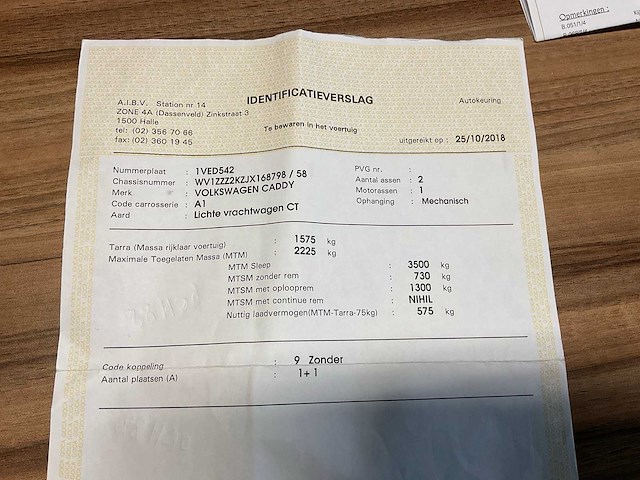 Opmerkingen :
B.051/1/4
IDENTIFICATIEVERSLAG
Autokeuring
A.I.B.V. Station nr 14
ZONE 4A (Dassenveld) Zinkstraat 3
1500 Halle
tel: (02) 356 70 66
fax: (02) 360 19 45
Te bewaren in het voertuig
uitgereikt op : 25/10/2018
Nummerplaat : 1VED542
Chassisnummer : WV1ZZZ2KZJX168798 / 58
Merk : VOLKSWAGEN CADDY
Code carrosserie : A1
Aard : Lichte vrachtwagen CT
PVG nr. :
Aantal assen : 2
Motorassen : 1
Ophanging : Mechanisch
Tarra (Massa rijklaar voertuig) : 1575 kg
Maximale Toegelaten Massa (MTM) : 2225 kg
MTM Sleep : 3500 kg
MTSM zonder rem : 730 kg
MTSM met oplooprem : 1300 kg
MTSM met continue rem : NIHIL
Nuttig laadvermogen(MTM-Tarra-75kg) : 575 kg
Code koppeling : 9 Zonder
Aantal plaatsen (A) : 1+1